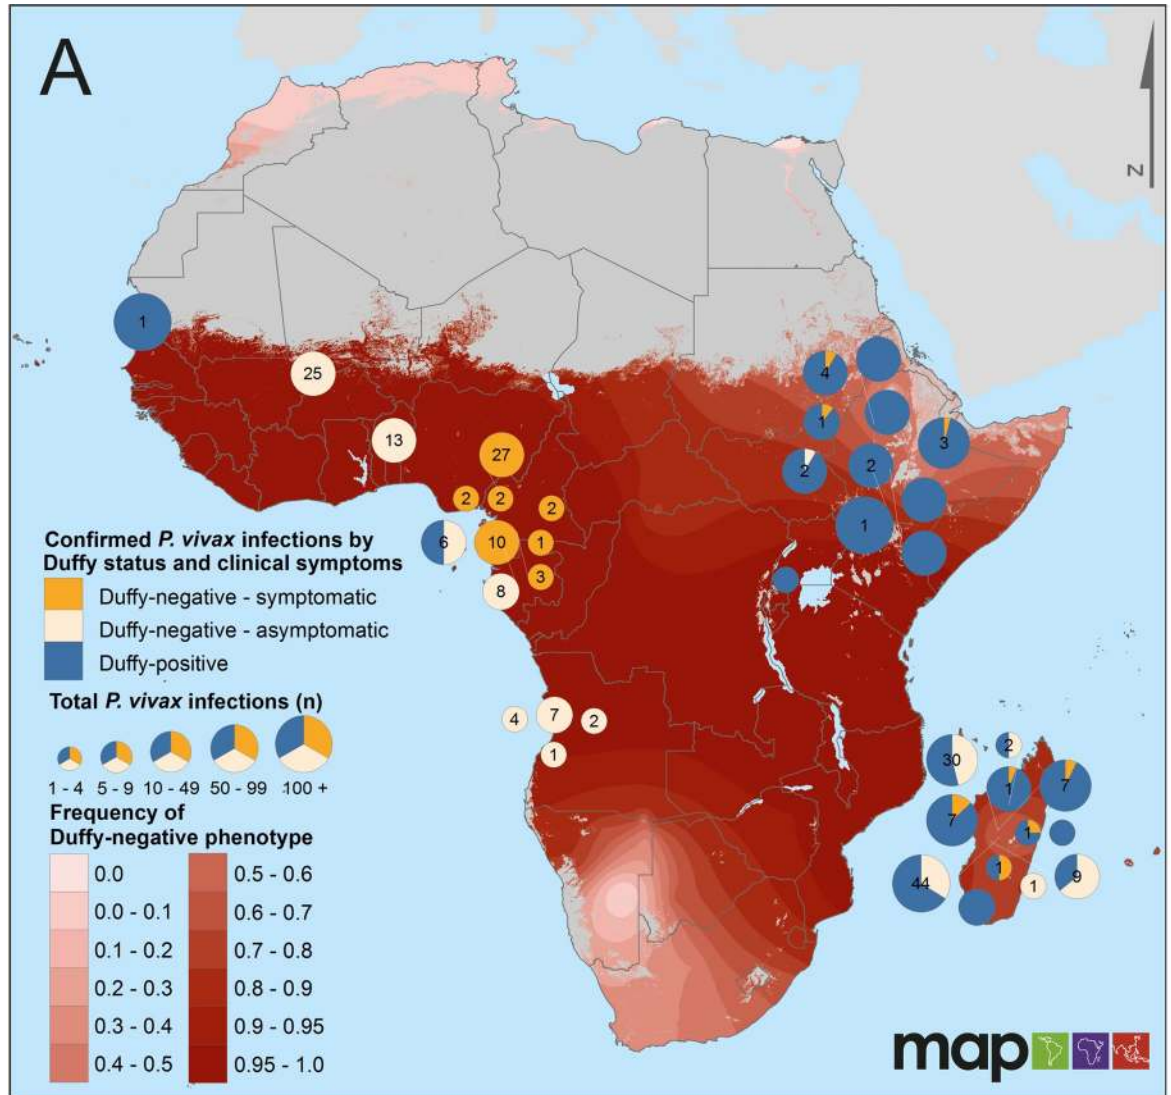 A
N
1
25
13
27
2
2
2
6
10
1
3
8
4
7
2
1
4
1
3
2
2
1
2
30
1
7
7
1
1
44
1
9
Confirmed P. vivax infections by
Duffy status and clinical symptoms
Duffy-negative - symptomatic
Duffy-negative - asymptomatic
Duffy-positive
Total P. vivax infections (n)
1 - 4 5 - 9 10 - 49 50 - 99 100 +
Frequency of
Duffy-negative phenotype
0.0 0.5 - 0.6
0.0 - 0.1 0.6 - 0.7
0.1 - 0.2 0.7 - 0.8
0.2 - 0.3 0.8 - 0.9
0.3 - 0.4 0.9 - 0.95
0.4 - 0.5 0.95 - 1.0
map